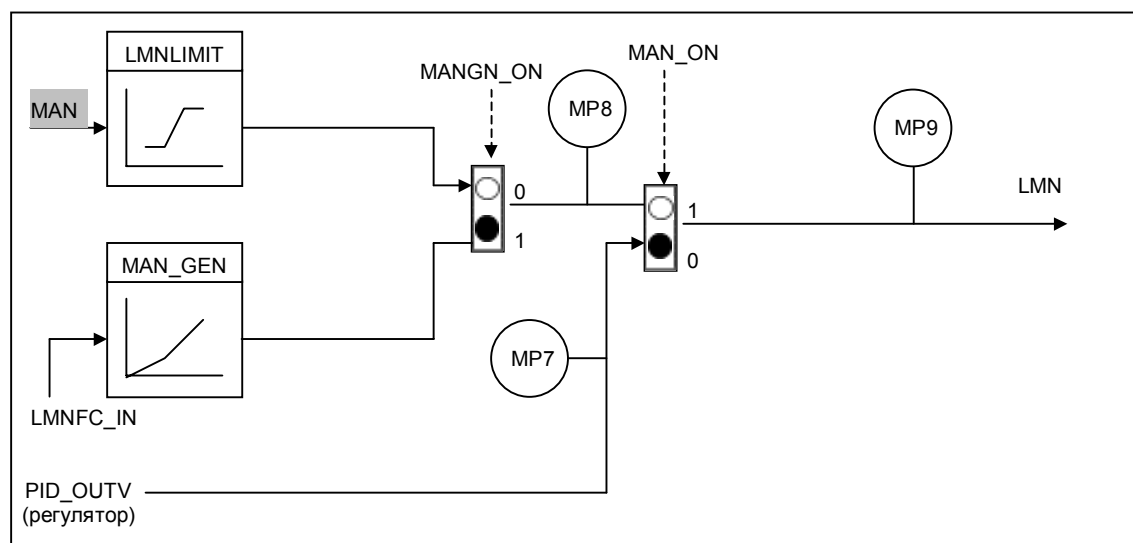 LMNLIMIT
MAN_ON
MANGN_ON
MAN
MP8
MP9
LMN
0
1
1
0
MAN_GEN
MP7
LMNFC_IN
PID_OUTV
(регулятор)